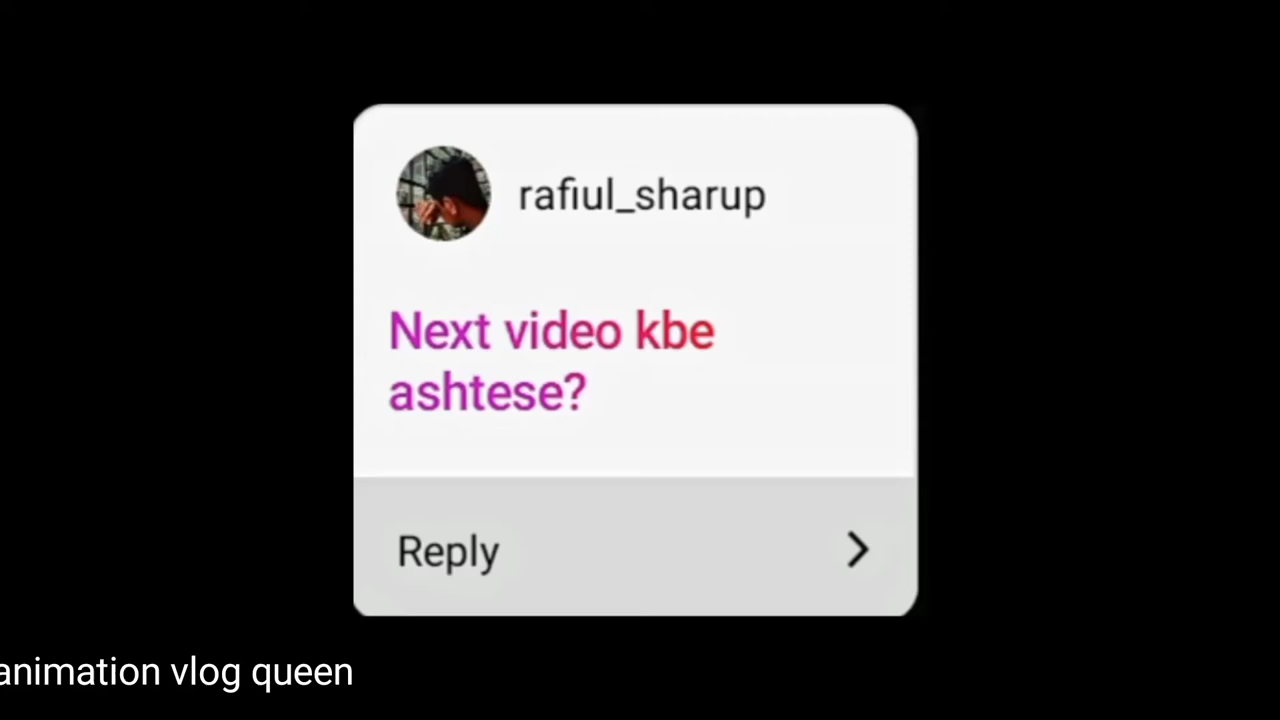 rafiul_sharup
Next video kbe
ashtese?
Reply
animation vlog queen